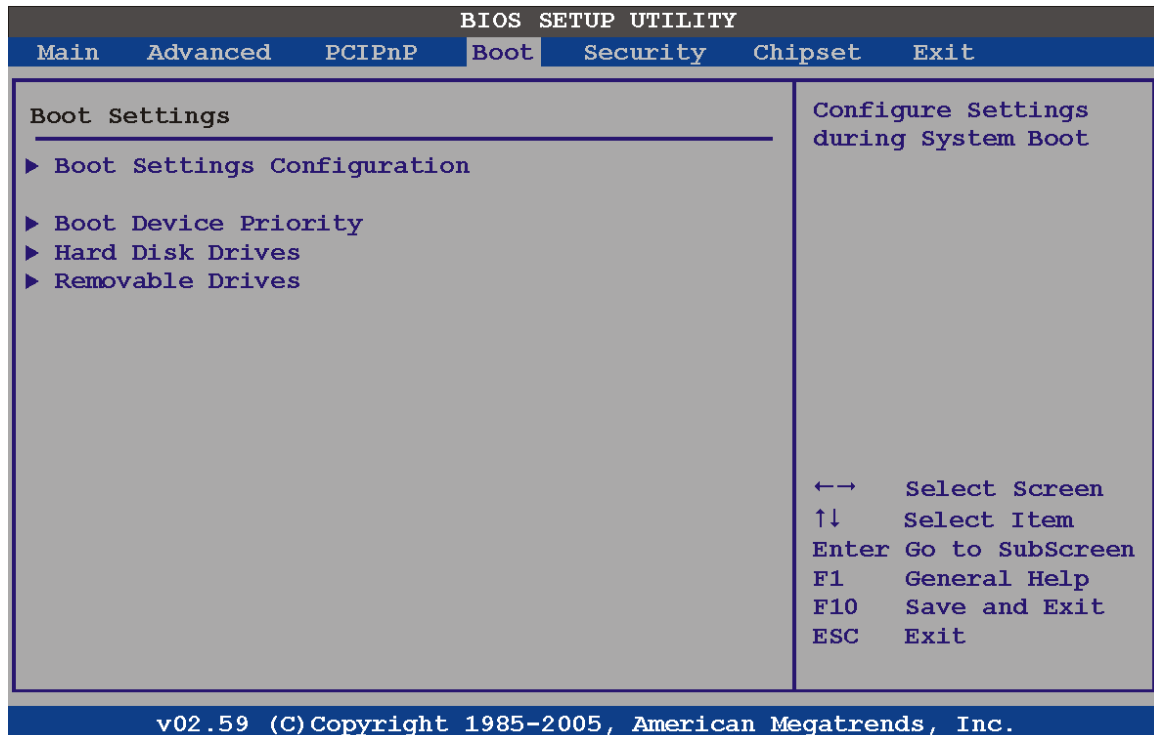 BIOS SETUP UTILITY
Main Advanced PCIPnP Boot Security Chipset Exit
Boot Settings
▶ Boot Settings Configuration
▶ Boot Device Priority
▶ Hard Disk Drives
▶ Removable Drives
Configure Settings
during System Boot
←→ Select Screen
↑↓ Select Item
Enter Go to SubScreen
F1 General Help
F10 Save and Exit
ESC Exit
v02.59 (C)Copyright 1985-2005, American Megatrends, Inc.